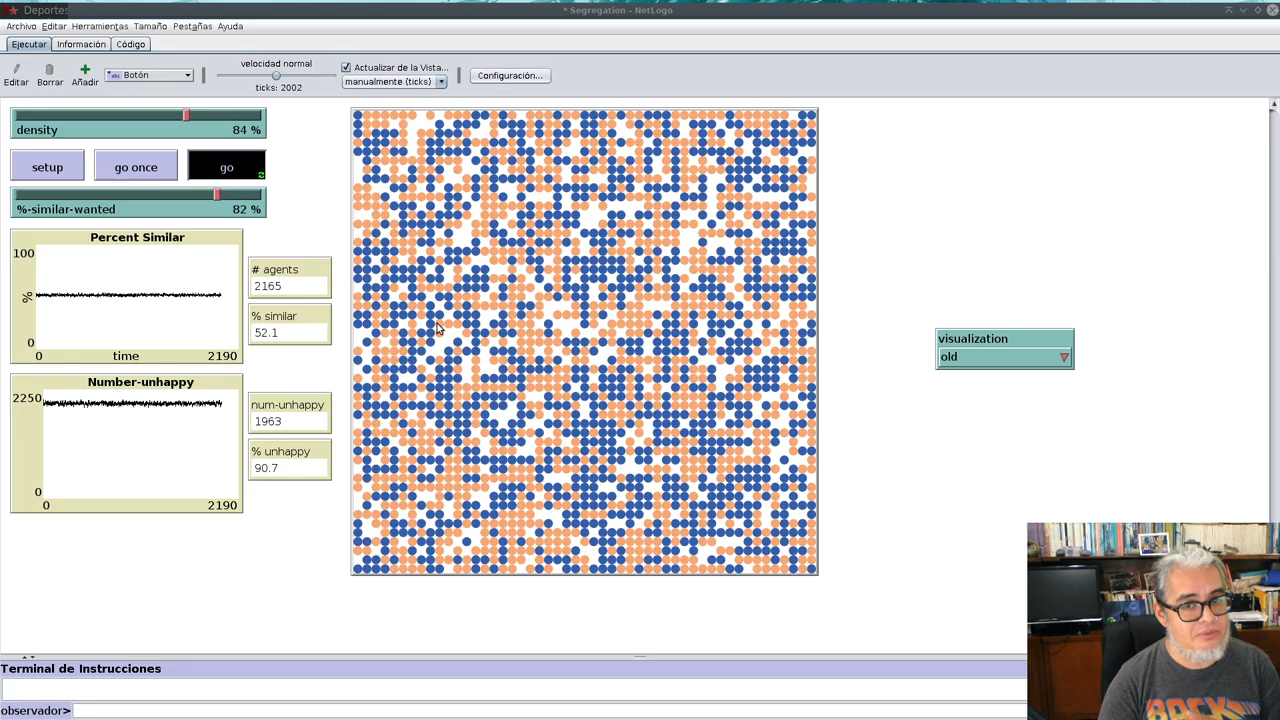 Deportes
* Segregation - NetLogo
Archivo Editar Herramientas Tamaño Pestañas Ayuda
Ejecutar Información Código
Editar Borrar Añadir
abc Botón
velocidad normal
ticks: 2002
Actualizar de la Vista...
manualmente (ticks)
Configuración...
density 84 %
setup go once go
%-similar-wanted 82 %
Percent Similar
100
%
0
0 time 2190
# agents
2165
% similar
52.1
Number-unhappy
2250
0
0 2190
num-unhappy
1963
% unhappy
90.7
visualization
old
Terminal de Instrucciones
observador>
ROCK